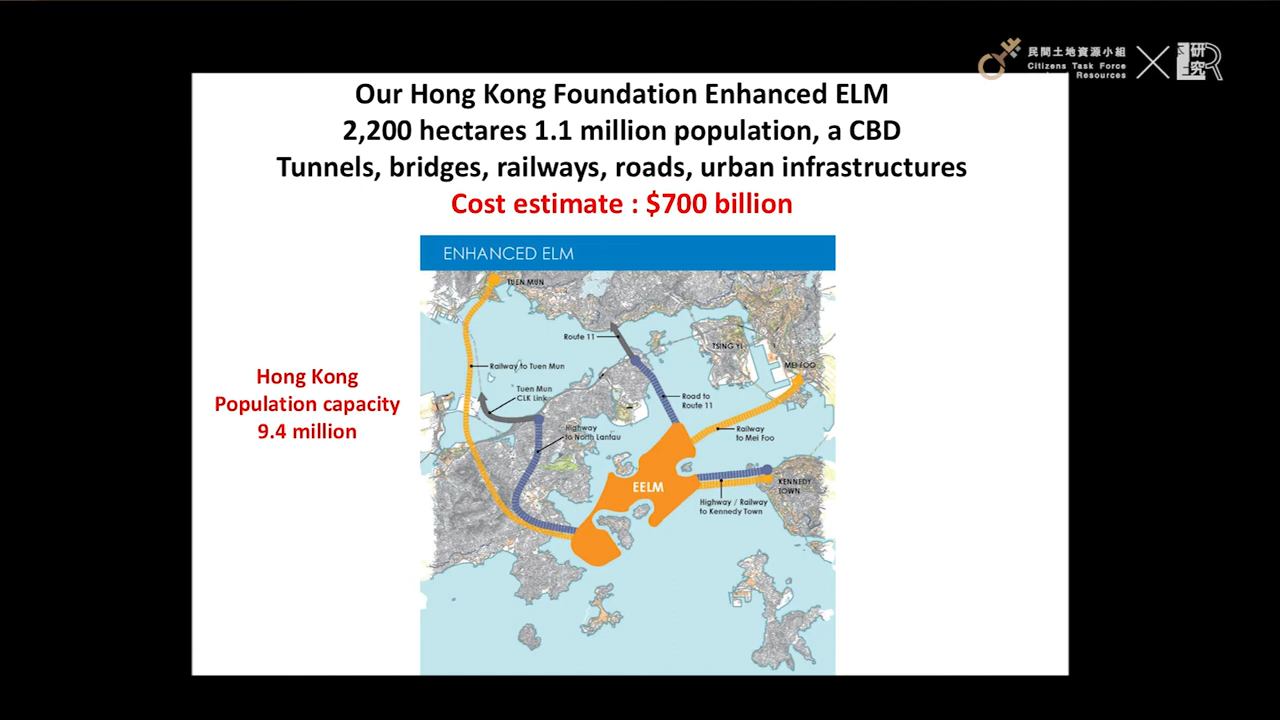 民間土地資源小組
Citizens Task Force
Resources
研
究
Our Hong Kong Foundation Enhanced ELM
2,200 hectares 1.1 million population, a CBD
Tunnels, bridges, railways, roads, urban infrastructures
Cost estimate : $700 billion
ENHANCED ELM
TUEN MUN
Route 11
TSING YI
Railway to Tuen Mun
MEI FOO
Tuen Mun
CLK Link
Road to
Route 11
Highway
to North Lantau
Railway
to Mei Foo
EELM
KENNEDY
TOWN
Highway / Railway
to Kennedy Town
Hong Kong
Population capacity
9.4 million